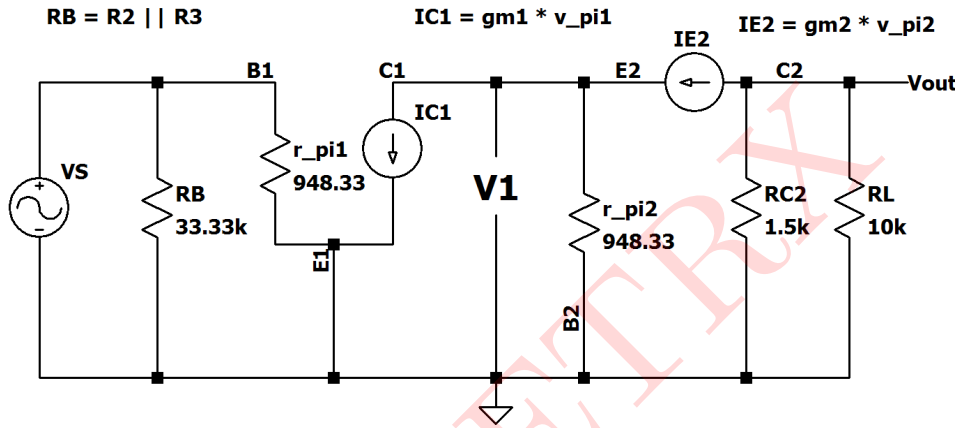 RB = R2 || R3
IC1 = gm1 * v_pi1
IE2 = gm2 * v_pi2
IE2
B1
C1
E2
C2
Vout
IC1
VS
+
−
r_pi1
948.33
RB
33.33k
V1
r_pi2
948.33
RC2
1.5k
RL
10k
E1
B2
ETRX